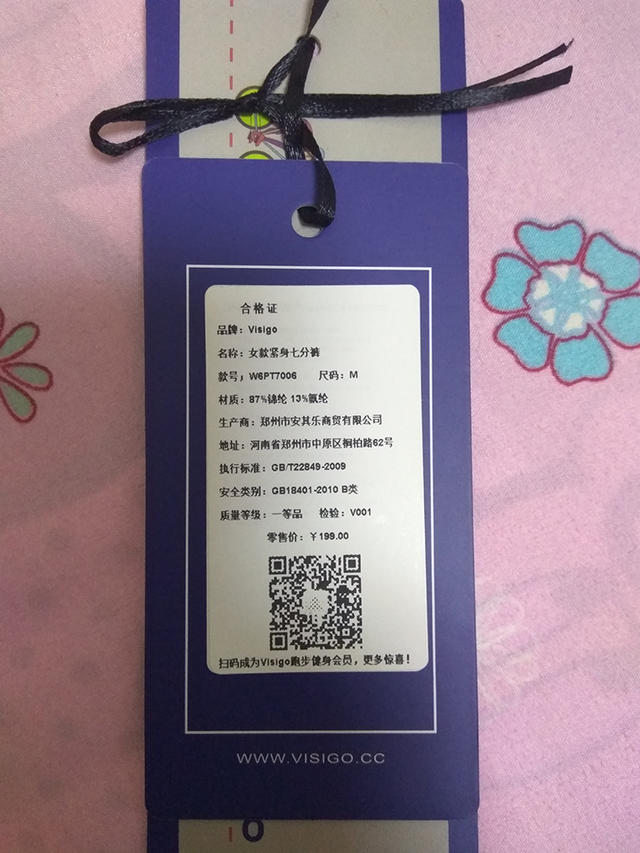 合格证
品牌：Visigo
名称：女款紧身七分裤
款号；W6PT7006 尺码：M
材质：87%锦纶 13%氨纶
生产商：郑州市安其乐商贸有限公司
地址：河南省郑州市中原区桐柏路62号
执行标准：GB/T22849-2009
安全类别：GB18401-2010 B类
质量等级：一等品 检验：V001
零售价：￥199.00
扫码成为Visigo跑步健身会员，更多惊喜！
WWW.VISIGO.CC